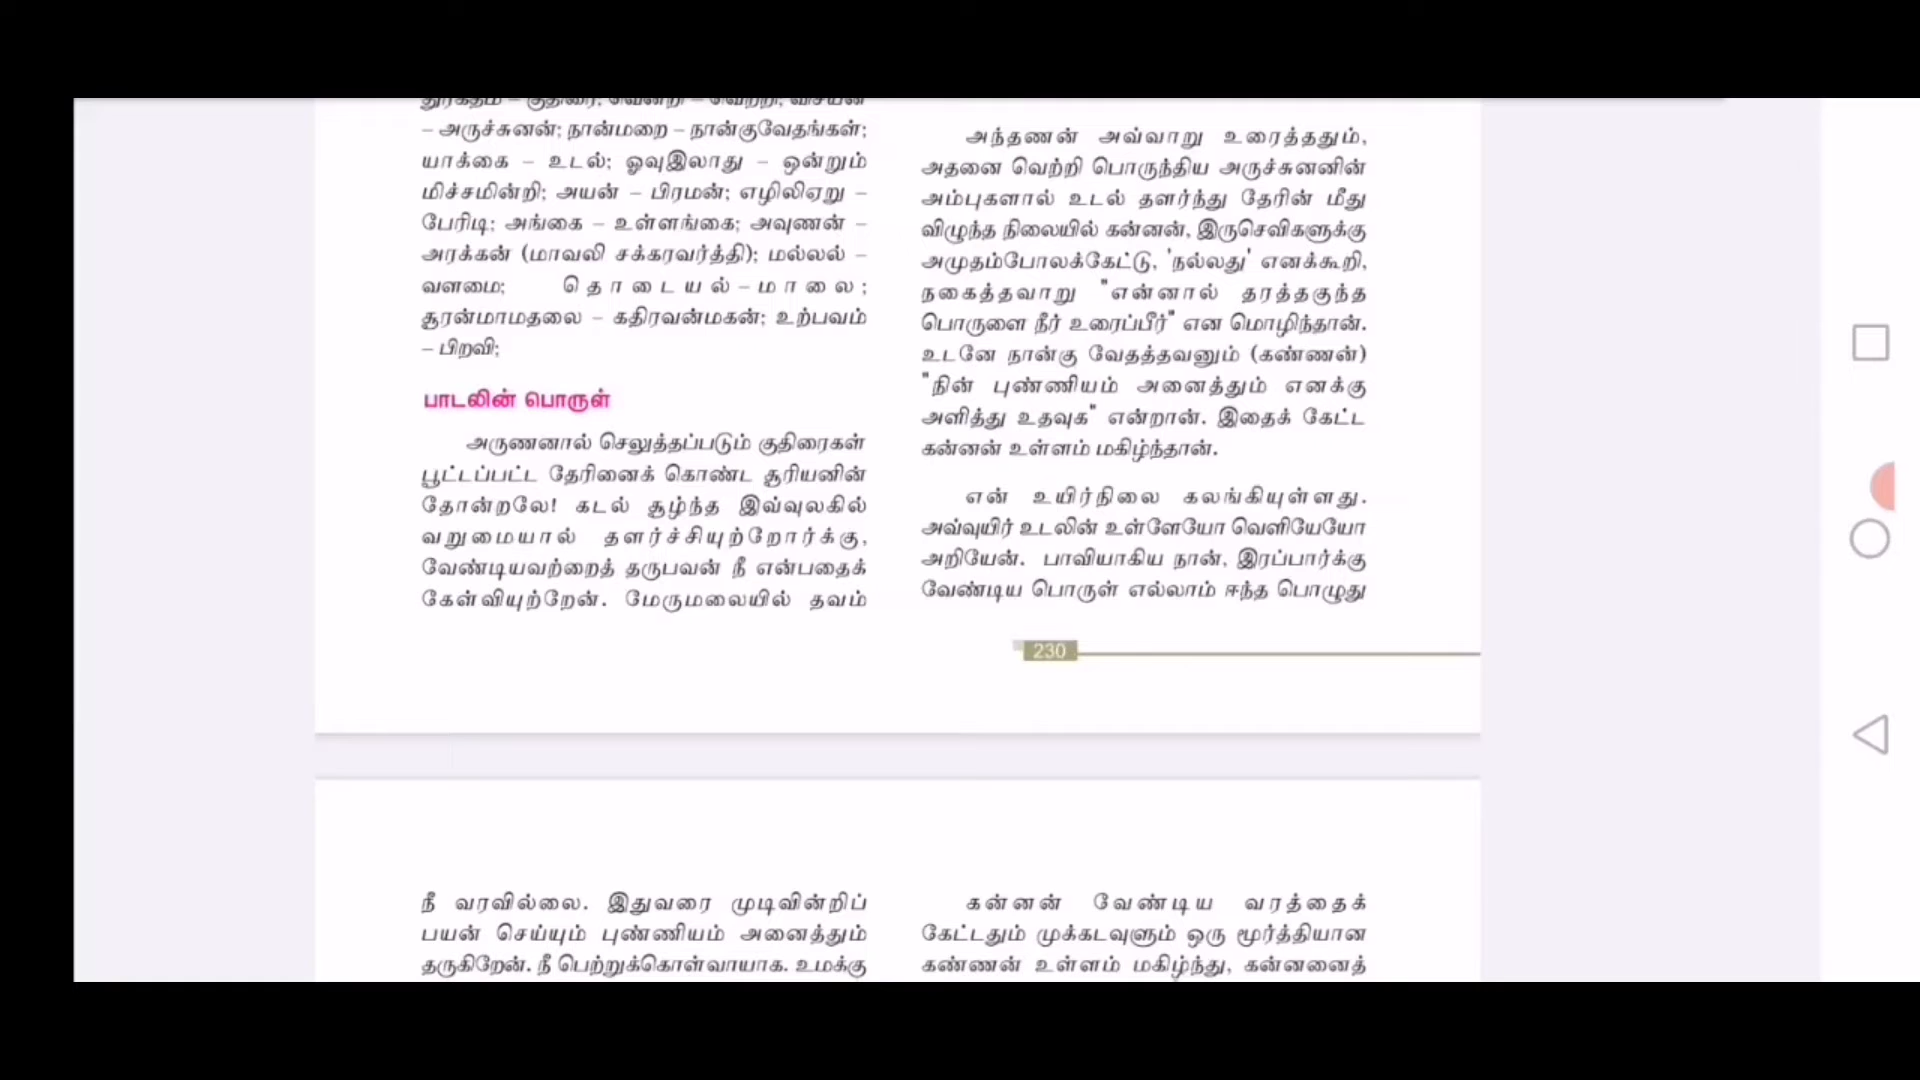 துரகதம் – குதிரை; வென்றி – வெற்றி; விசயன்
– அருச்சுனன்; நான்மறை – நான்குவேதங்கள்;
யாக்கை – உடல்; ஓவுஇலாது – ஒன்றும்
மிச்சமின்றி; அயன் – பிரமன்; எழிலிஏறு –
பேரிடி; அங்கை – உள்ளங்கை; அவுணன் –
அரக்கன் (மாவலி சக்கரவர்த்தி); மல்லல் –
வளமை; தொடையல் – மாலை;
சூரன்மாமதலை – கதிரவன்மகன்; உற்பவம்
– பிறவி;
பாடலின் பொருள்
அருணனால் செலுத்தப்படும் குதிரைகள்
பூட்டப்பட்ட தேரினைக் கொண்ட சூரியனின்
தோன்றலே! கடல் சூழ்ந்த இவ்வுலகில்
வறுமையால் தளர்ச்சியுற்றோர்க்கு,
வேண்டியவற்றைத் தருபவன் நீ என்பதைக்
கேள்வியுற்றேன். மேருமலையில் தவம்
அந்தணன் அவ்வாறு உரைத்ததும்,
அதனை வெற்றி பொருந்திய அருச்சுனனின்
அம்புகளால் உடல் தளர்ந்து தேரின் மீது
விழுந்த நிலையில் கன்னன், இருசெவிகளுக்கு
அமுதம்போலக்கேட்டு, 'நல்லது' எனக்கூறி,
நகைத்தவாறு "என்னால் தரத்தகுந்த
பொருளை நீர் உரைப்பீர்" என மொழிந்தான்.
உடனே நான்கு வேதத்தவனும் (கண்ணன்)
"நின் புண்ணியம் அனைத்தும் எனக்கு
அளித்து உதவுக" என்றான். இதைக் கேட்ட
கன்னன் உள்ளம் மகிழ்ந்தான்.
என் உயிர்நிலை கலங்கியுள்ளது.
அவ்வுயிர் உடலின் உள்ளேயோ வெளியேயோ
அறியேன். பாவியாகிய நான், இரப்பார்க்கு
வேண்டிய பொருள் எல்லாம் ஈந்த பொழுது
230
நீ வரவில்லை. இதுவரை முடிவின்றிப்
பயன் செய்யும் புண்ணியம் அனைத்தும்
தருகிறேன். நீ பெற்றுக்கொள்வாயாக. உமக்கு
கன்னன் வேண்டிய வரத்தைக்
கேட்டதும் முக்கடவுளும் ஒரு மூர்த்தியான
கண்ணன் உள்ளம் மகிழ்ந்து, கன்னனைத்